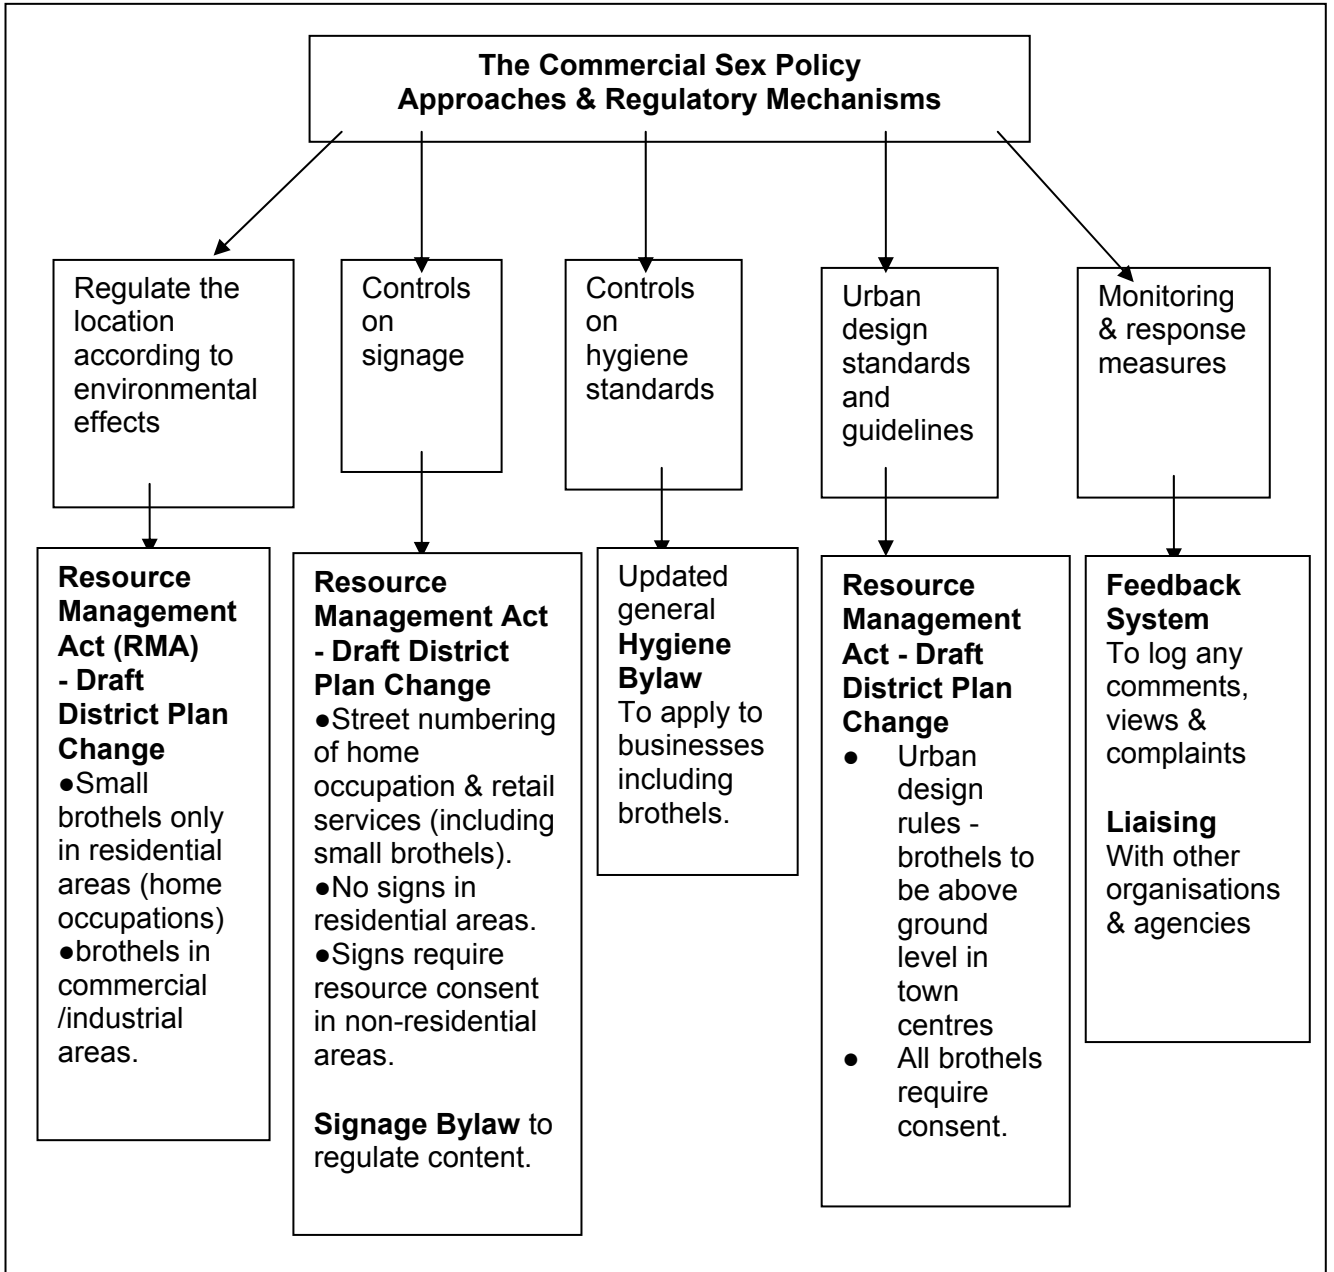 The Commercial Sex Policy
Approaches & Regulatory Mechanisms
Regulate the
location
according to
environmental
effects
Controls
on
signage
Controls
on
hygiene
standards
Urban
design
standards
and
guidelines
Monitoring
& response
measures
Resource
Management
Act (RMA)
- Draft
District Plan
Change
●Small
brothels only
in residential
areas (home
occupations)
●brothels in
commercial
/industrial
areas.
Resource
Management Act
- Draft District
Plan Change
●Street numbering
of home
occupation & retail
services (including
small brothels).
●No signs in
residential areas.
●Signs require
resource consent
in non-residential
areas.
Signage Bylaw to
regulate content.
Updated
general
Hygiene
Bylaw
To apply to
businesses
including
brothels.
Resource
Management
Act - Draft
District Plan
Change
● Urban
design
rules -
brothels to
be above
ground
level in
town
centres
● All brothels
require
consent.
Feedback
System
To log any
comments,
views &
complaints
Liaising
With other
organisations
& agencies